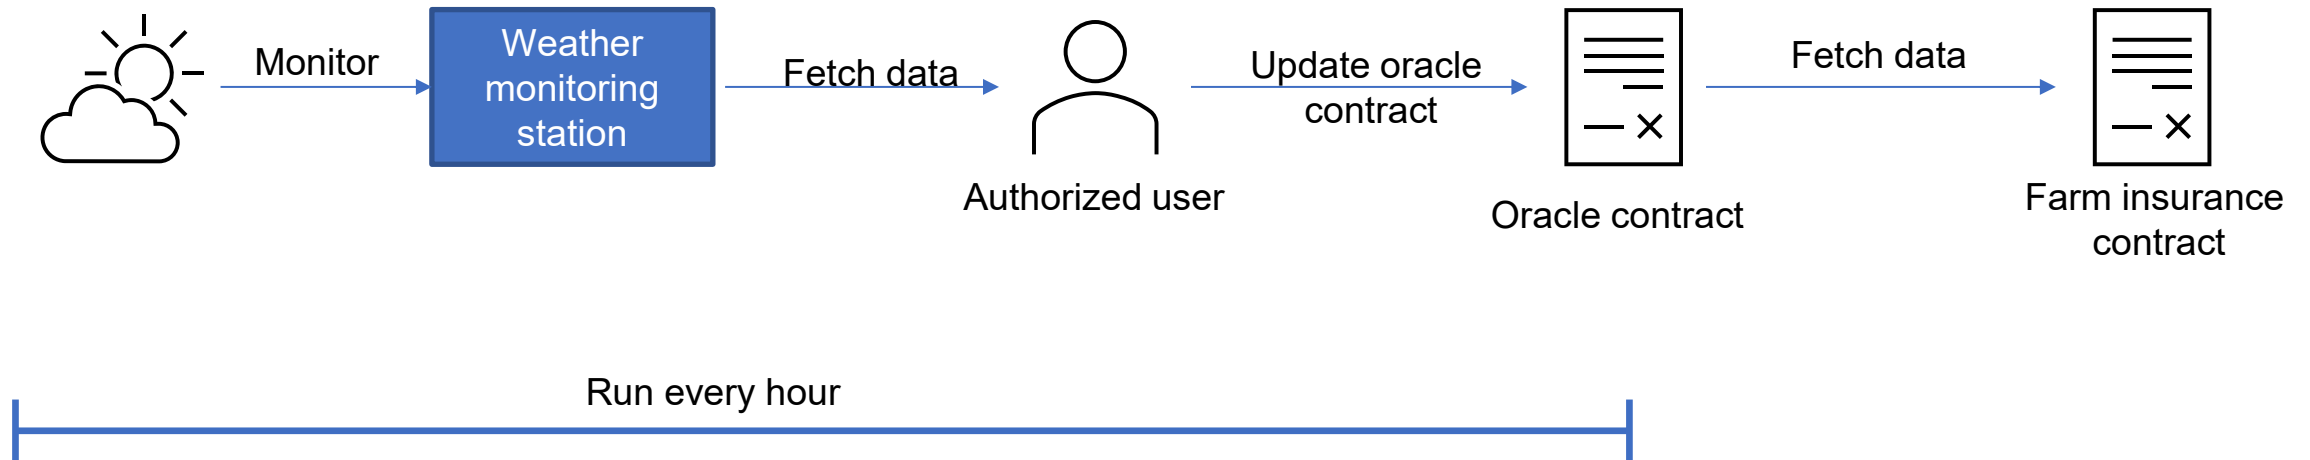 Monitor
Weather
monitoring
station
Fetch data
Authorized user
Update oracle
contract
Oracle contract
Fetch data
Farm insurance
contract
Run every hour